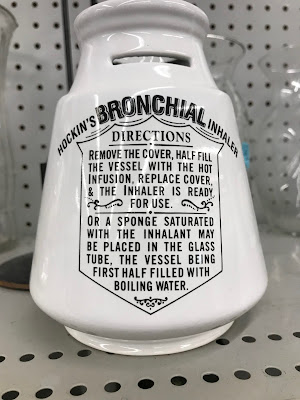 HOCKIN'S BRONCHIAL INHALER
DIRECTIONS
REMOVE THE COVER, HALF FILL
THE VESSEL WITH THE HOT
INFUSION, REPLACE COVER,
& THE INHALER IS READY
FOR USE.
OR A SPONGE SATURATED
WITH THE INHALANT MAY
BE PLACED IN THE GLASS
TUBE, THE VESSEL BEING
FIRST HALF FILLED WITH
BOILING WATER.